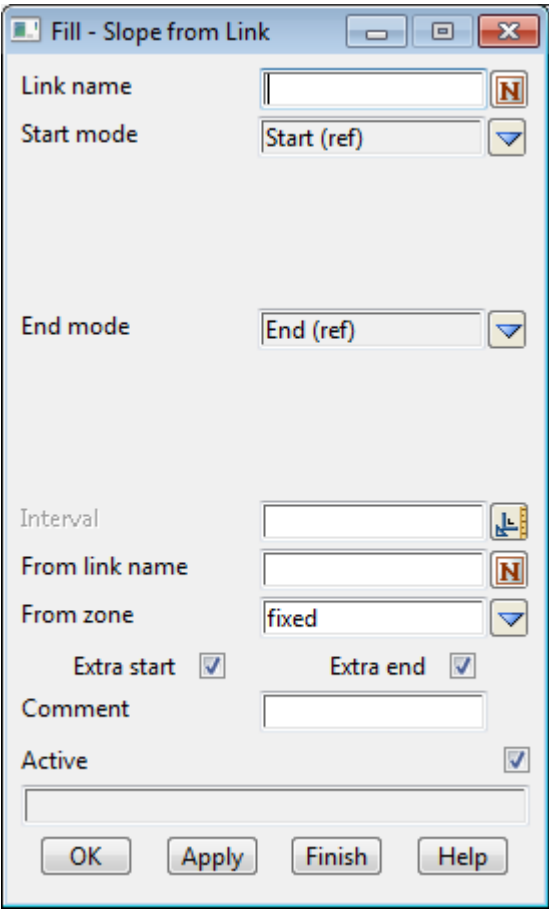 Fill - Slope from Link
Link name
N
Start mode Start (ref)
End mode End (ref)
Interval
From link name
N
From zone fixed
Extra start Extra end
Comment
Active
OK Apply Finish Help